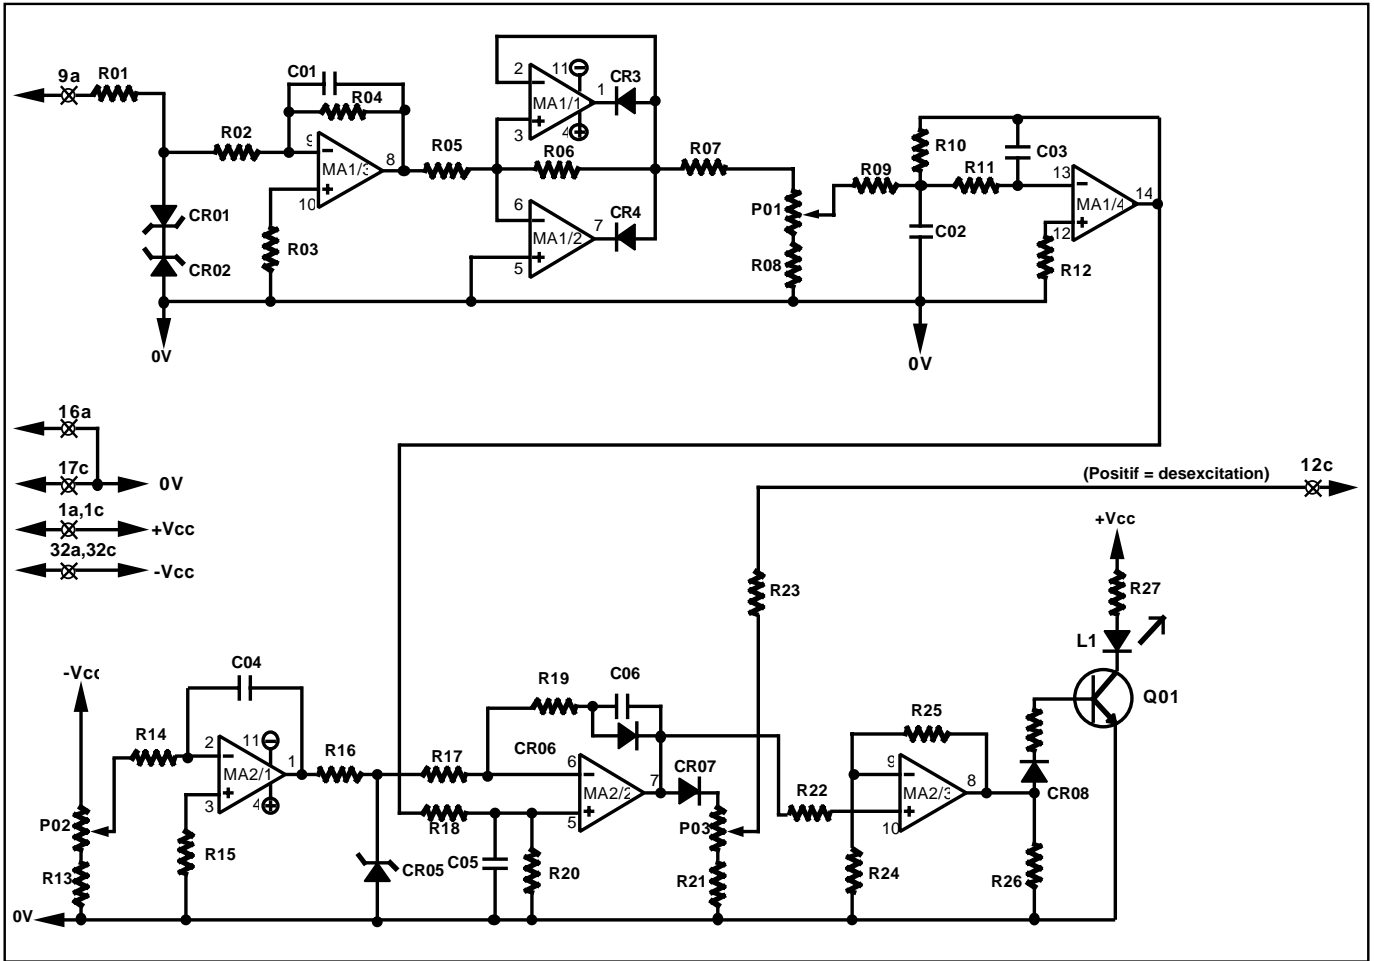 9a R01
C01
R04
R02
9
MA1/3
8
10
R03
CR01
CR02
0V
R05
2
11
MA1/1
1
CR3
3
4
R06
6
MA1/2
7
CR4
5
R07
P01
R08
R09
R10
C03
R11
C02
13
MA1/4
14
12
R12
0V
16a
17c
0V
1a,1c
+Vcc
32a,32c
-Vcc
(Positif = desexcitation)
12c
+Vcc
R27
L1
Q01
R23
-Vcc
C04
R14
2
11
MA2/1
1
3
4
R16
P02
R15
R13
0V
CR05
R19
C06
R17
CR06
6
MA2/2
7
5
CR07
R18
C05
R20
P03
R21
R22
R25
9
MA2/3
8
10
CR08
R24
R26